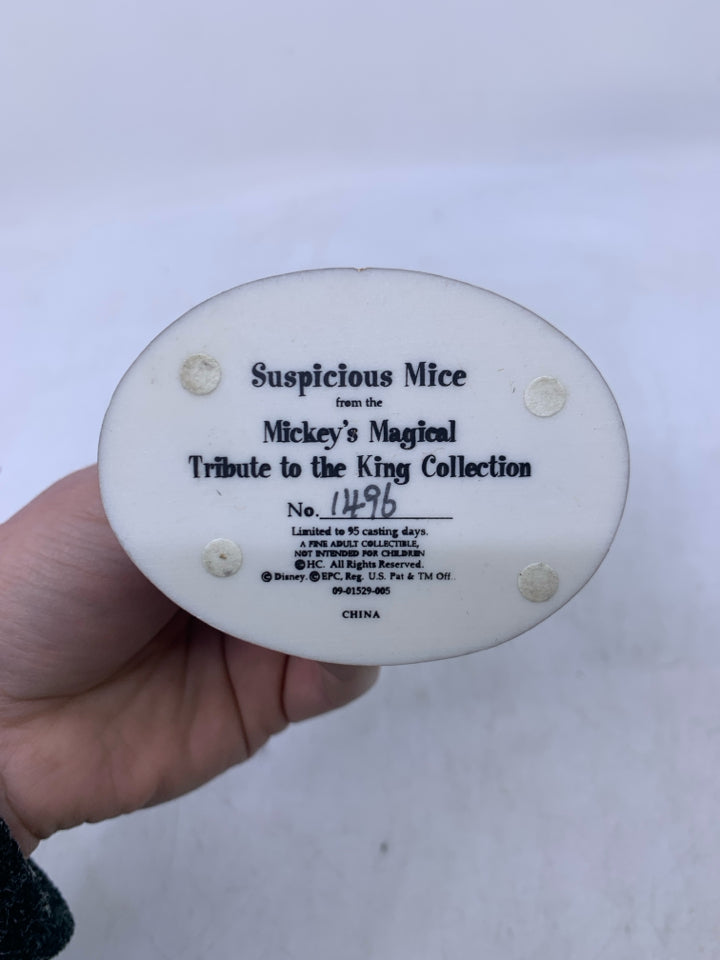 Suspicious Mice
from the
Mickey's Magical
Tribute to the King Collection
No. 1496
Limited to 95 casting days.
A FINE ADULT COLLECTIBLE,
NOT INTENDED FOR CHILDREN
©HC. All Rights Reserved.
©Disney. ©EPC, Reg. U.S. Pat & TM Off.
09-01529-005
CHINA